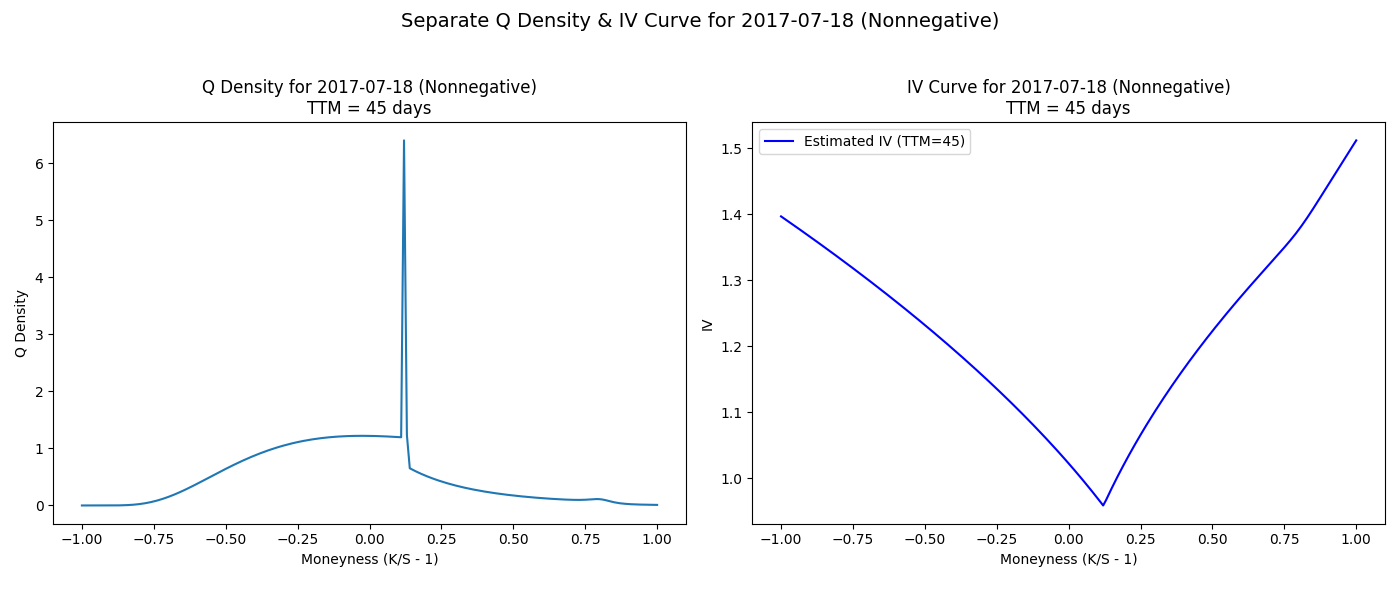 Separate Q Density & IV Curve for 2017-07-18 (Nonnegative)
Q Density for 2017-07-18 (Nonnegative)
TTM = 45 days
Q Density
6
5
4
3
2
1
0
−1.00 −0.75 −0.50 −0.25 0.00 0.25 0.50 0.75 1.00
Moneyness (K/S - 1)
IV Curve for 2017-07-18 (Nonnegative)
TTM = 45 days
Estimated IV (TTM=45)
IV
1.5
1.4
1.3
1.2
1.1
1.0
−1.00 −0.75 −0.50 −0.25 0.00 0.25 0.50 0.75 1.00
Moneyness (K/S - 1)